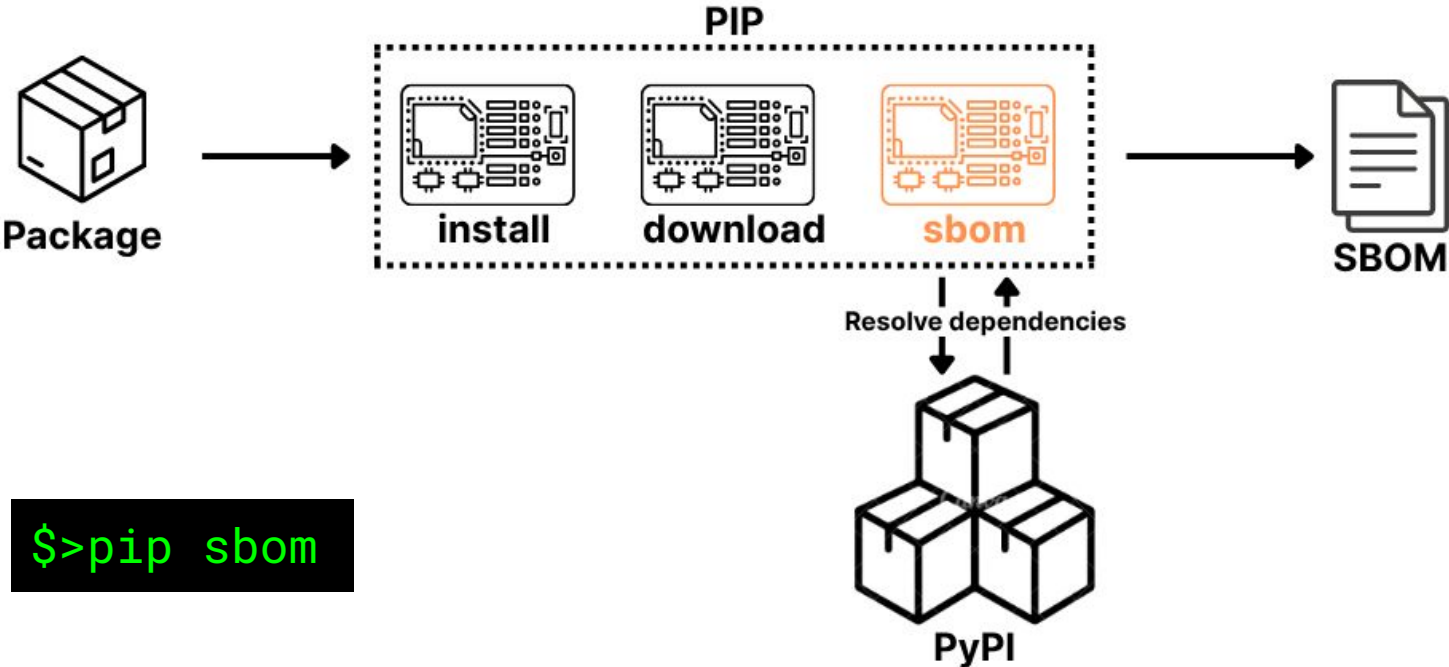 PIP
Package
install
download
sbom
SBOM
Resolve dependencies
$>pip sbom
PyPI